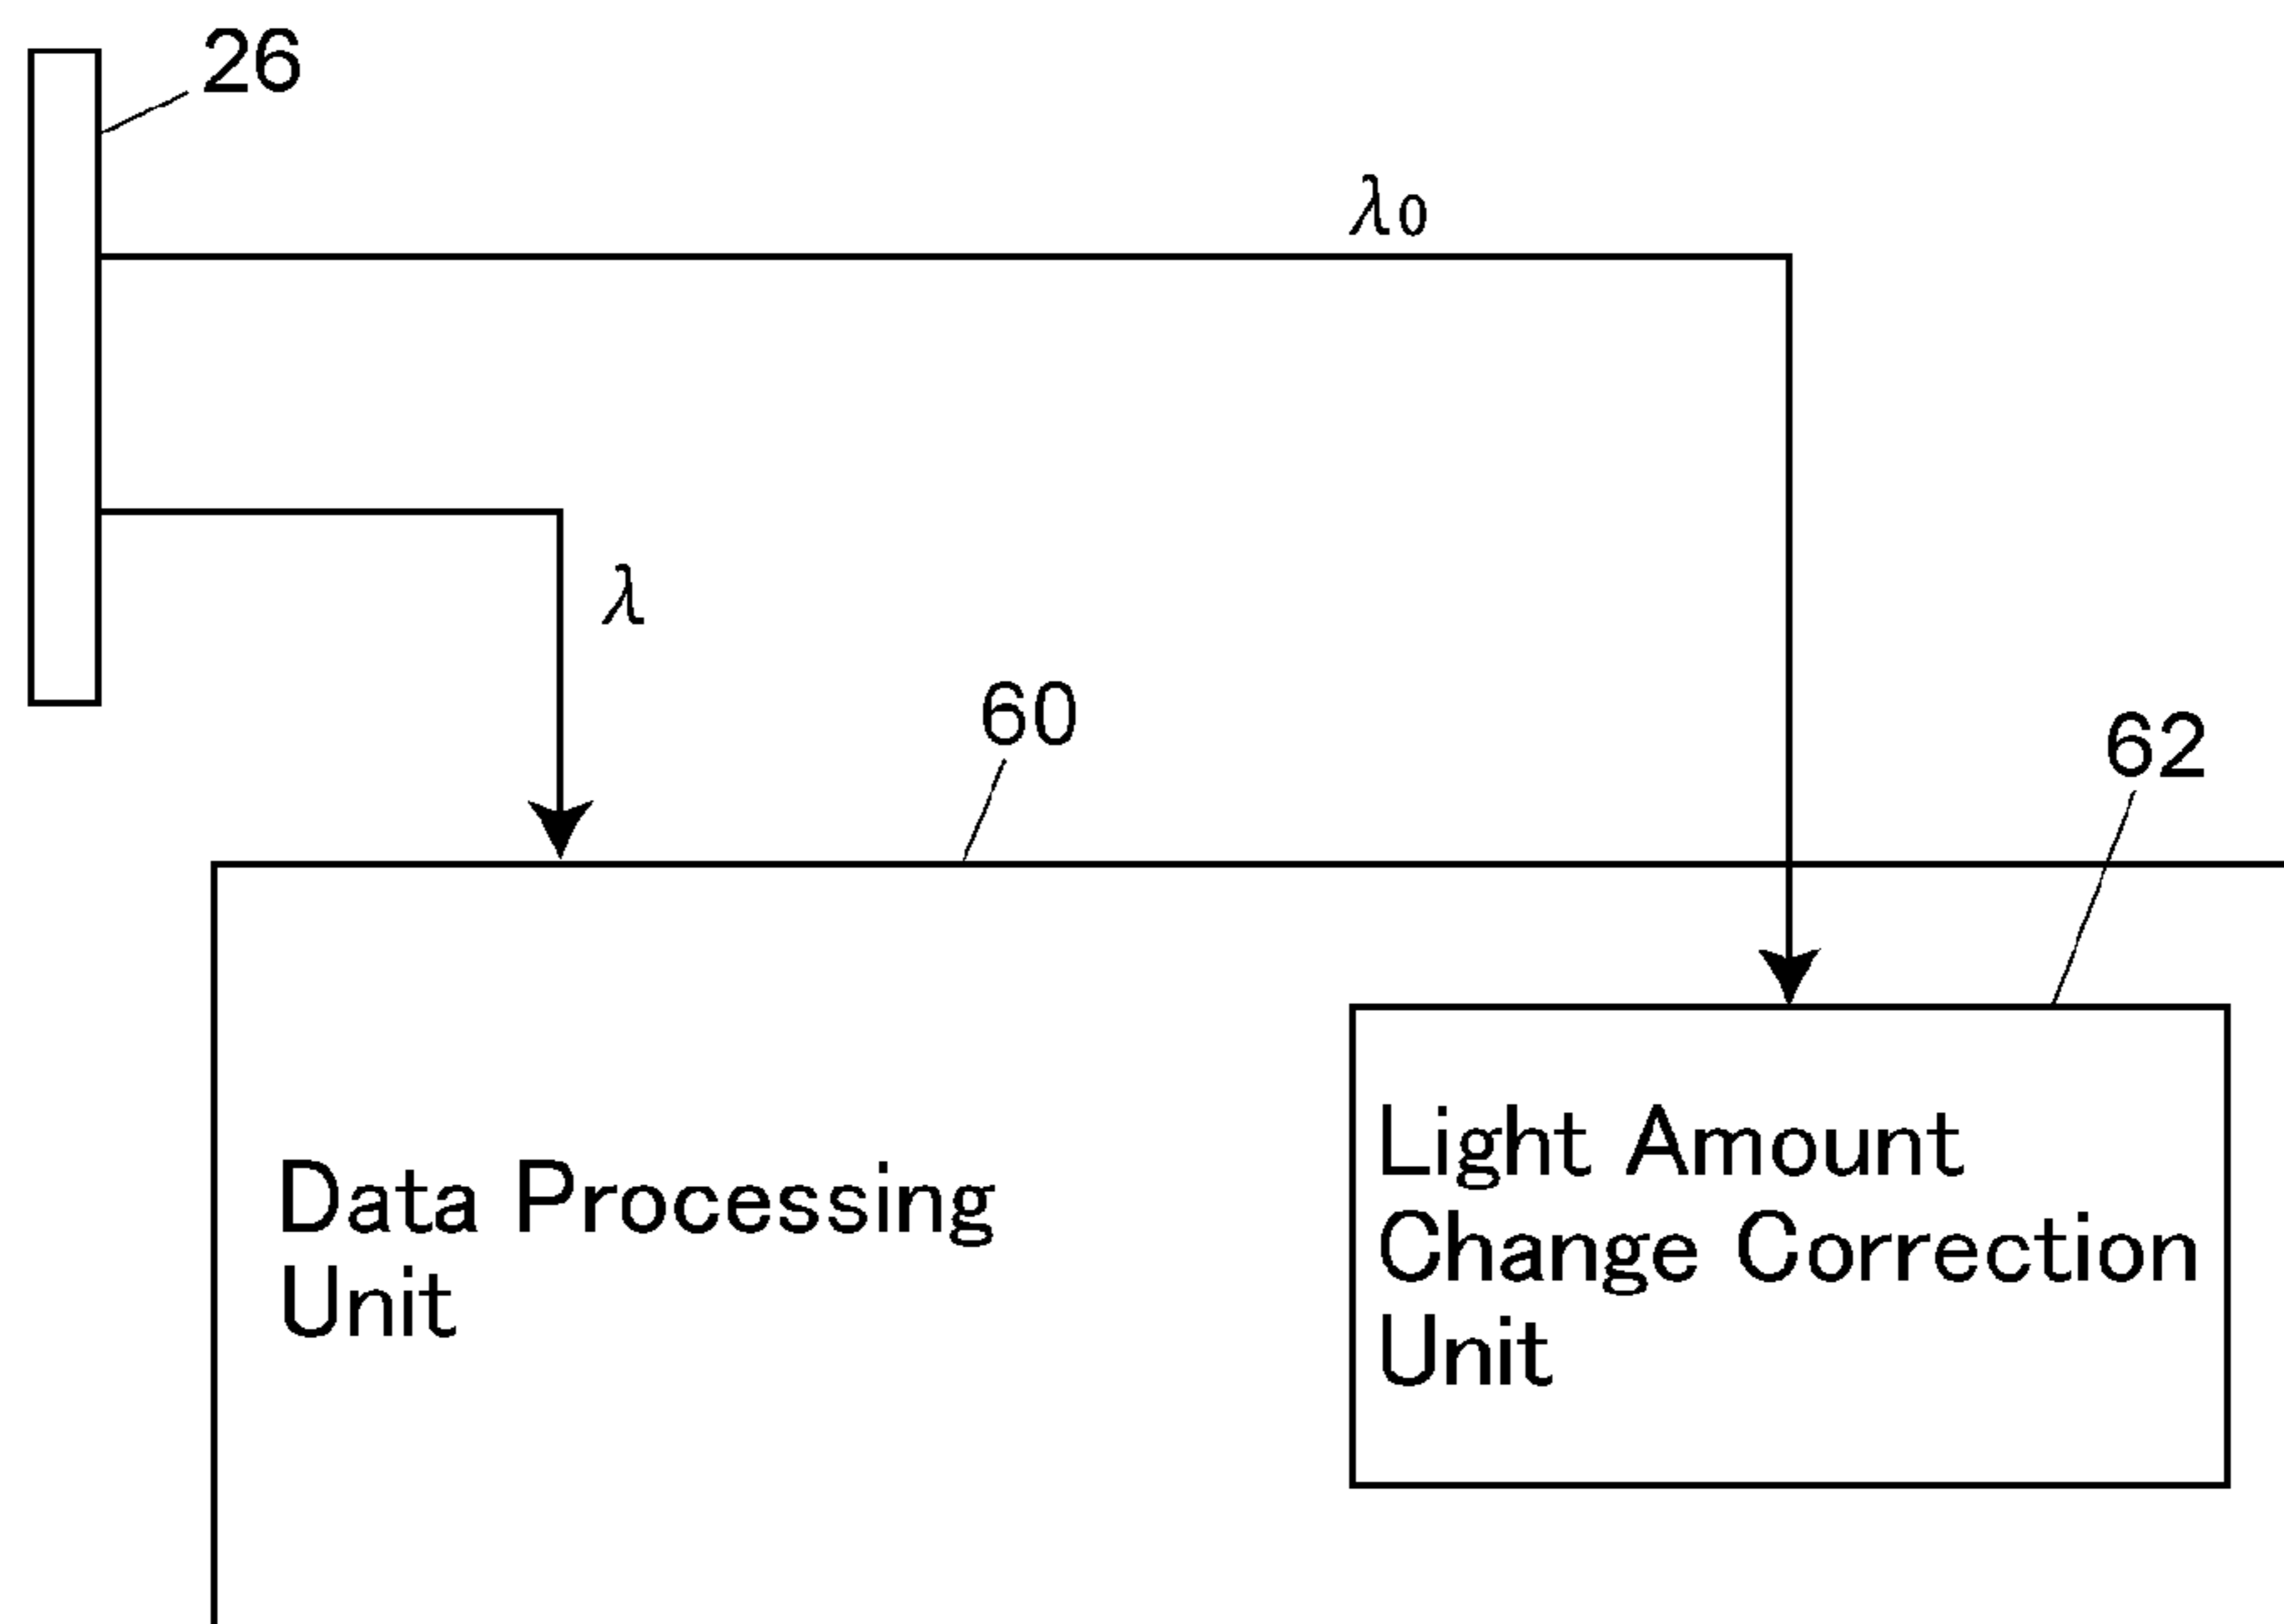 26
λ0
λ
60
62
Data Processing
Unit
Light Amount
Change Correction
Unit